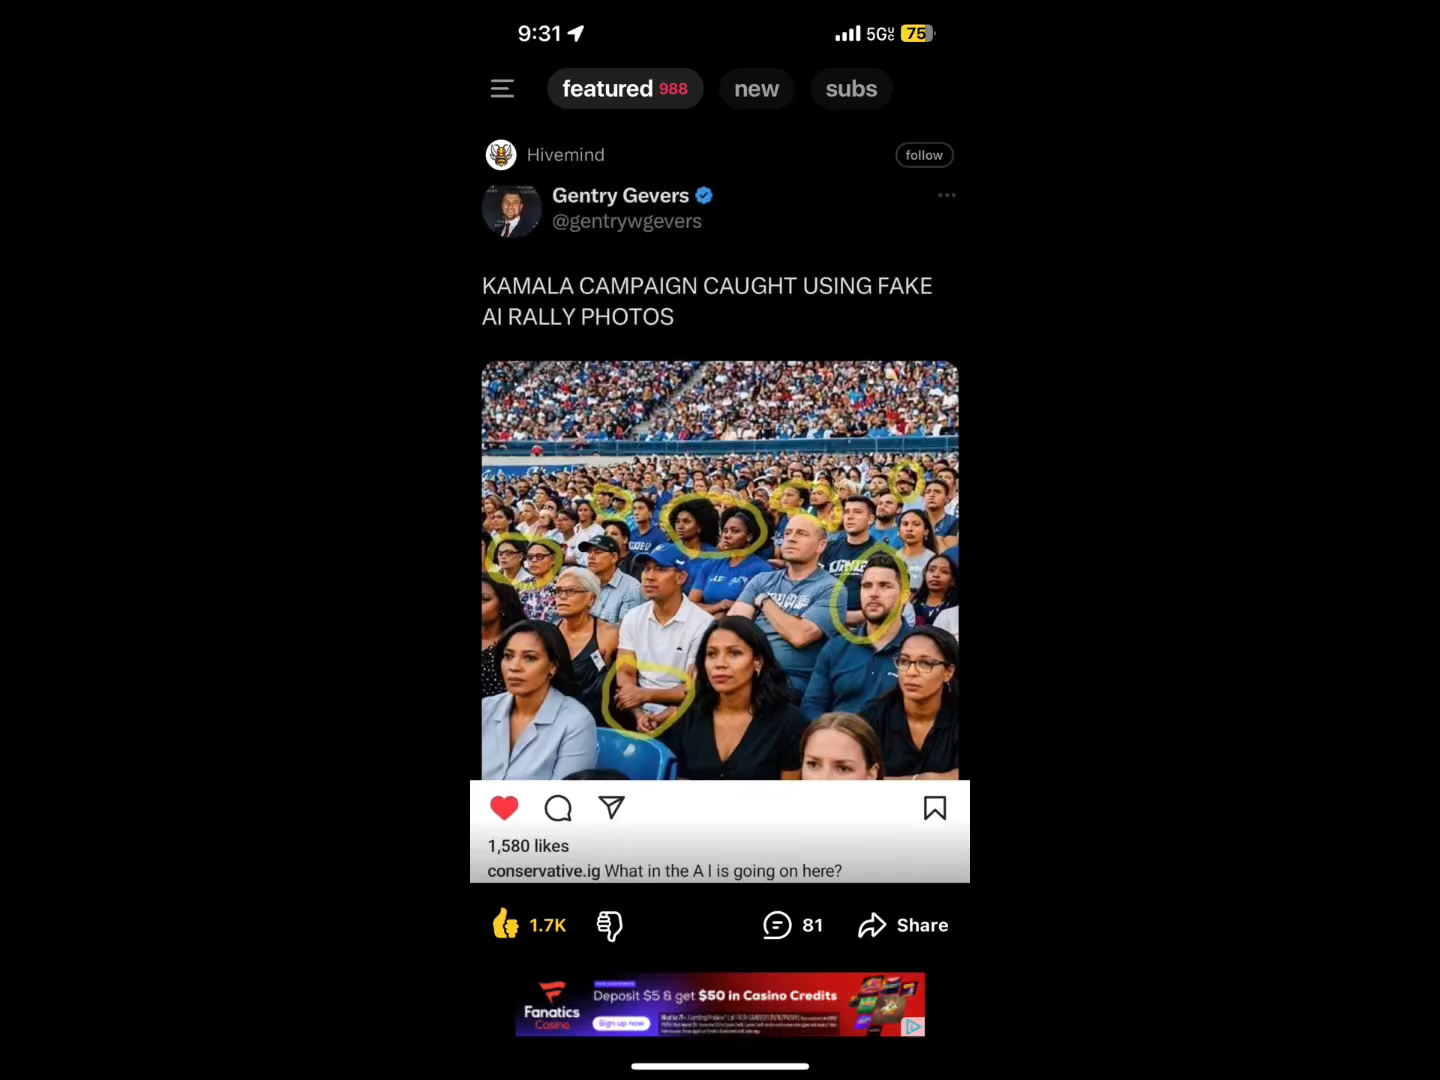 9:31
5G
75
featured 988 new subs
Hivemind
follow
Gentry Gevers
@gentrywgevers
KAMALA CAMPAIGN CAUGHT USING FAKE
AI RALLY PHOTOS
1,580 likes
conservative.ig What in the A I is going on here?
1.7K
81
Share
Fanatics
Casino
Deposit $5 & get $50 in Casino Credits
Sign up now